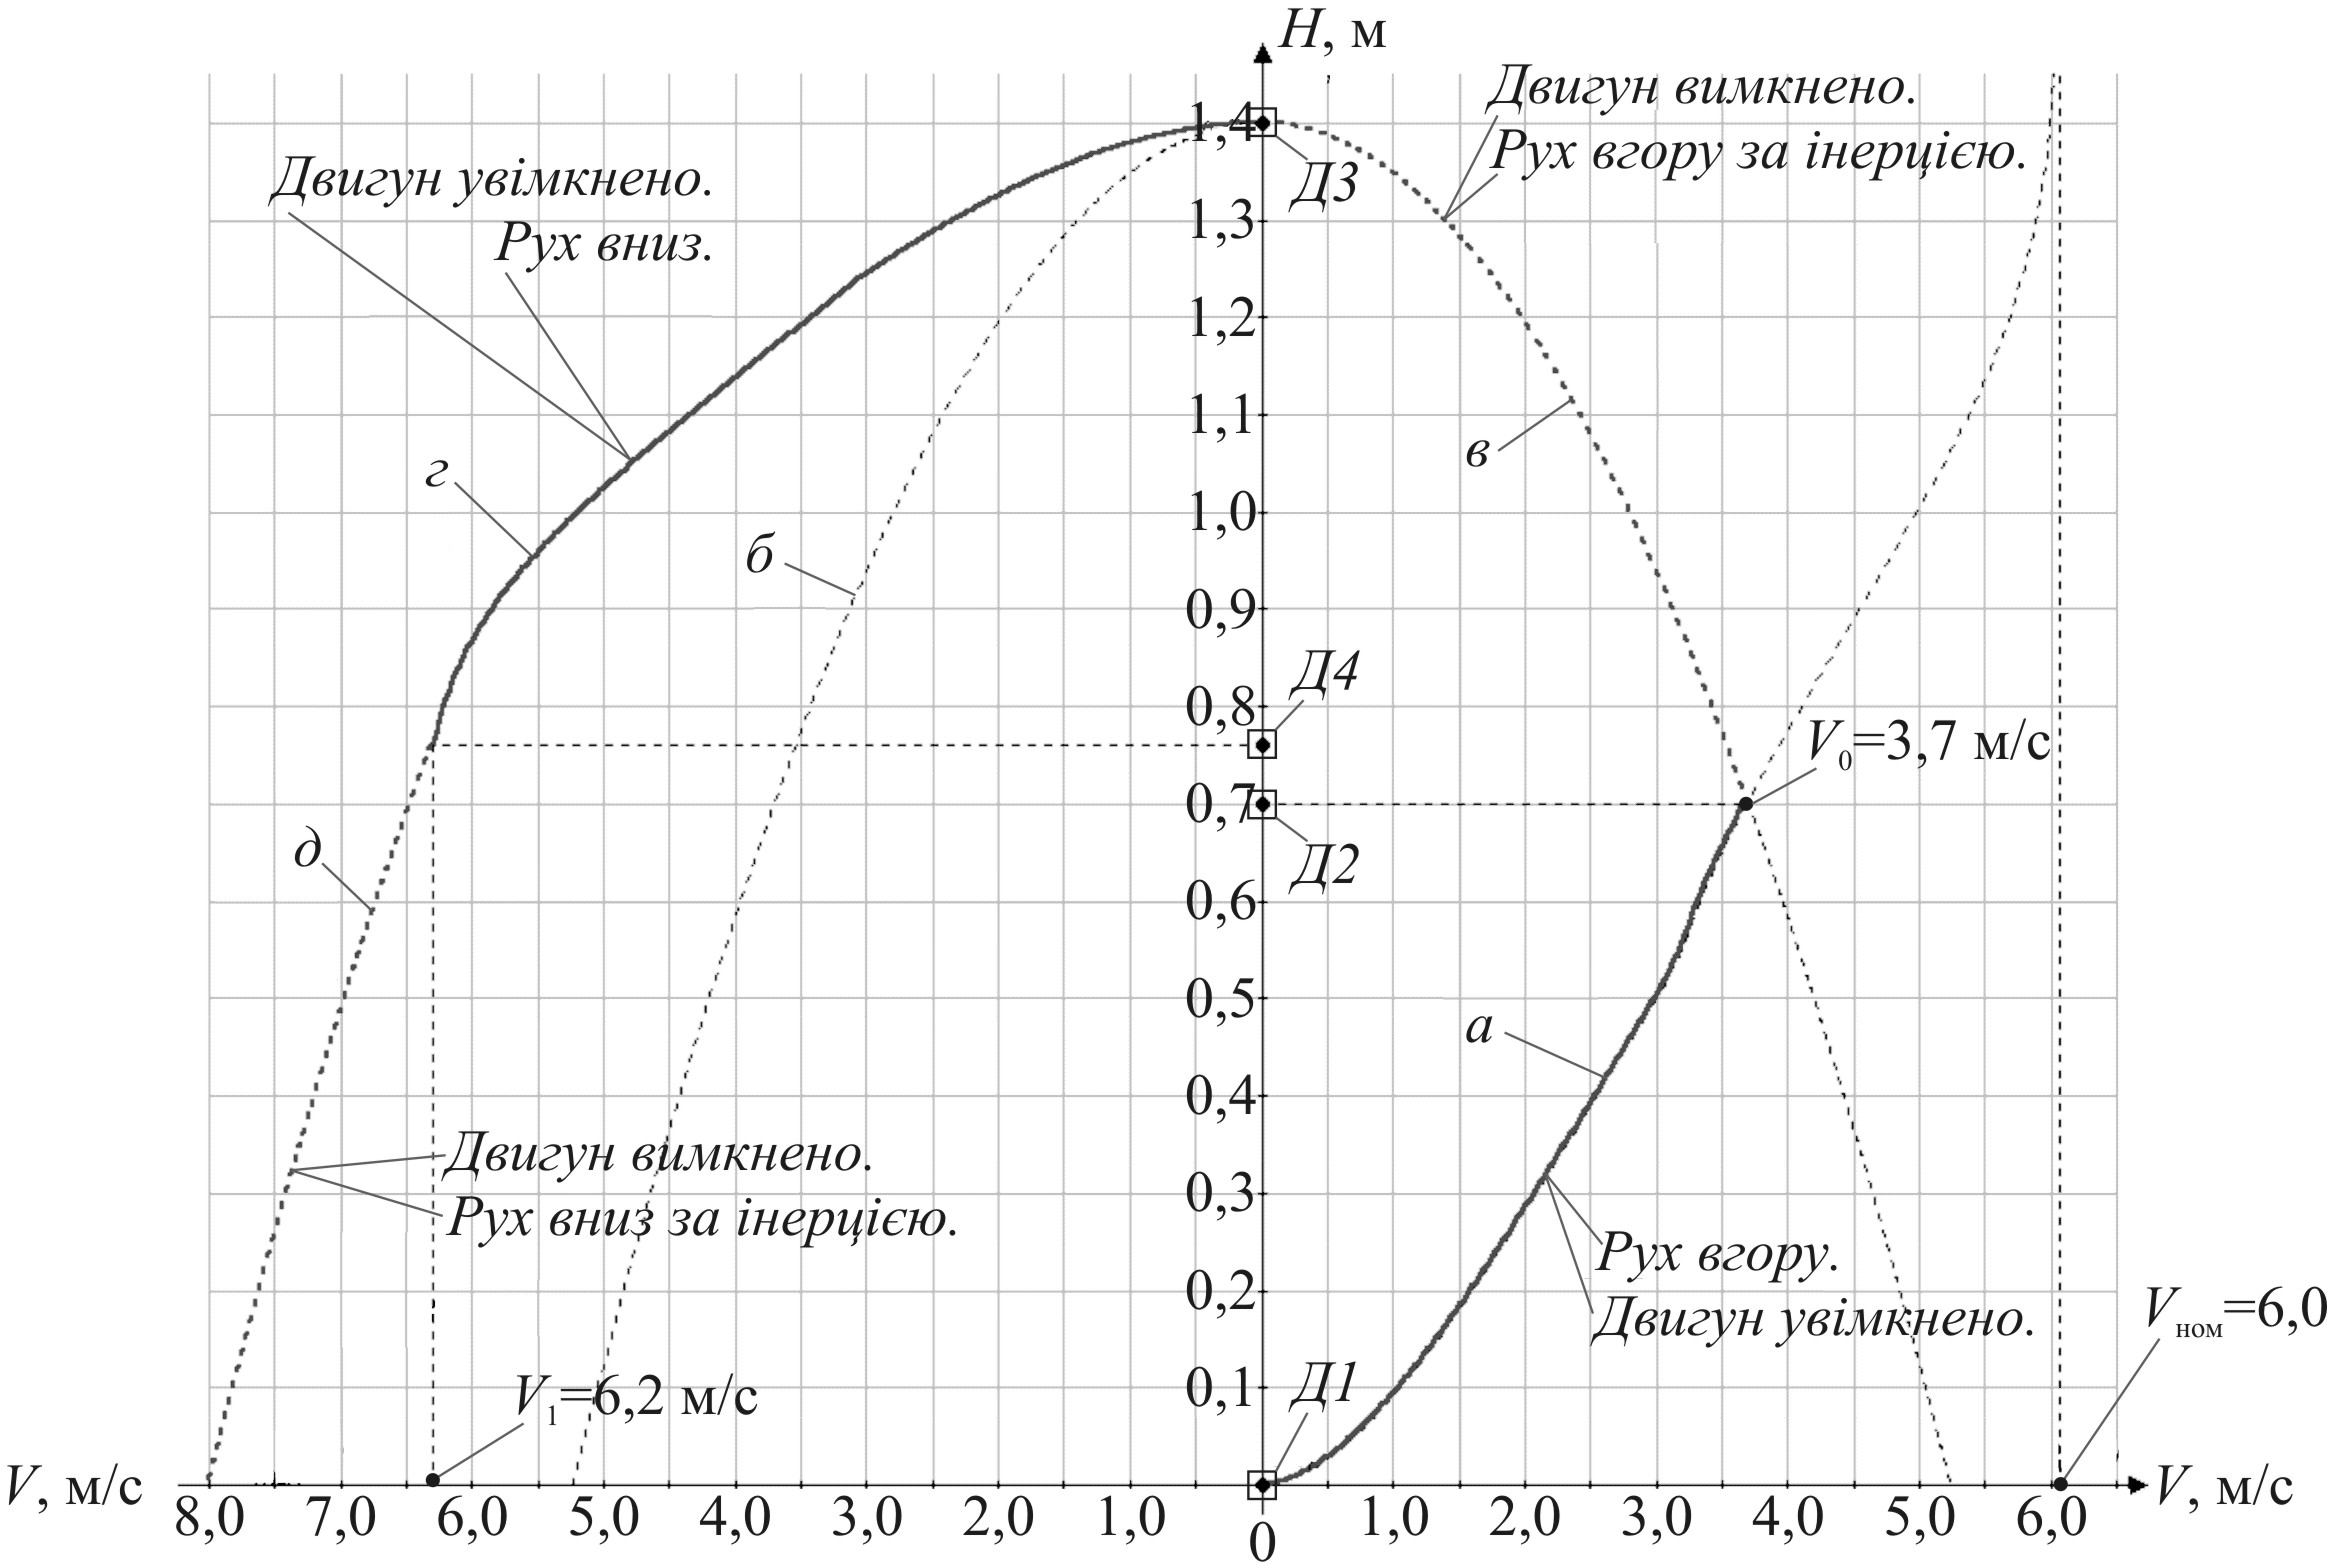 H, м
Двигун вимкнено.
Рух вгору за інерцією.
1,4
Д3
Двигун увімкнено.
Рух вниз.
1,3
1,2
1,1
г
в
1,0
б
0,9
Д4
0,8
V₀=3,7 м/с
0,7
Д2
д
0,6
0,5
а
0,4
Двигун вимкнено.
Рух вниз за інерцією.
0,3
Рух вгору.
Двигун увімкнено.
0,2
Vном=6,0
Д1
0,1
V₁=6,2 м/с
V, м/с
V, м/с
8,0 7,0 6,0 5,0 4,0 3,0 2,0 1,0 0 1,0 2,0 3,0 4,0 5,0 6,0